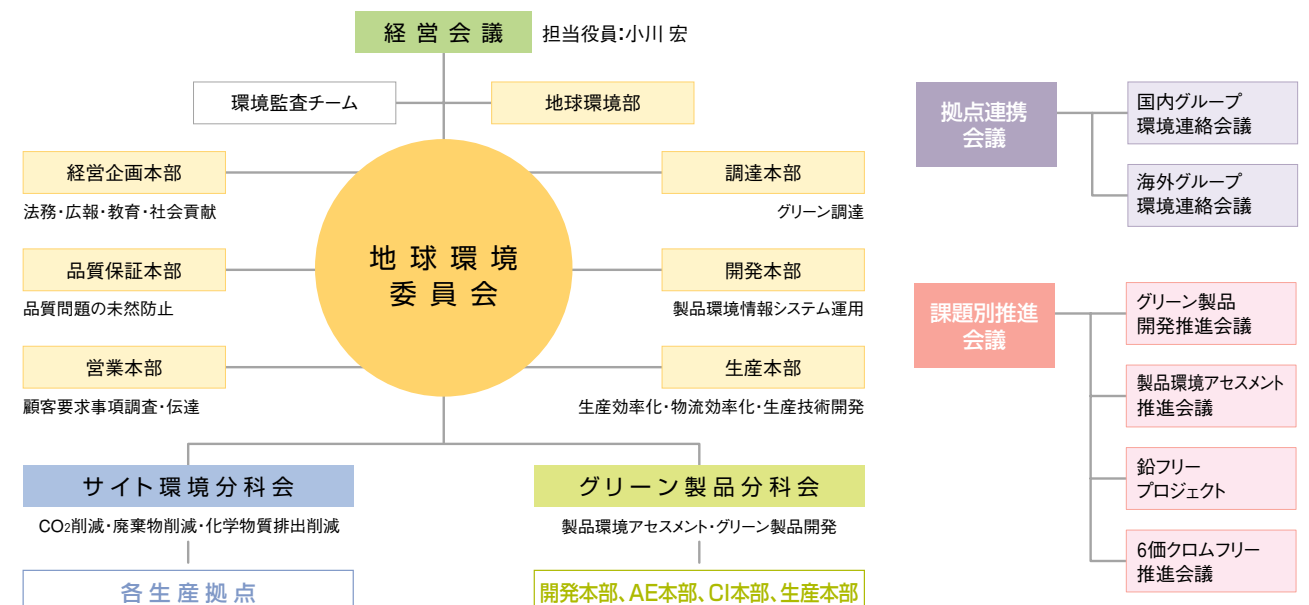 経営会議 担当役員:小川 宏
環境監査チーム
地球環境部
経営企画本部
法務・広報・教育・社会貢献
品質保証本部
品質問題の未然防止
営業本部
顧客要求事項調査・伝達
地球環境
委員会
調達本部
グリーン調達
開発本部
製品環境情報システム運用
生産本部
生産効率化・物流効率化・生産技術開発
サイト環境分科会
CO2削減・廃棄物削減・化学物質排出削減
各生産拠点
グリーン製品分科会
製品環境アセスメント・グリーン製品開発
開発本部、AE本部、CI本部、生産本部
拠点連携
会議
国内グループ
環境連絡会議
海外グループ
環境連絡会議
課題別推進
会議
グリーン製品
開発推進会議
製品環境アセスメント
推進会議
鉛フリー
プロジェクト
6価クロムフリー
推進会議